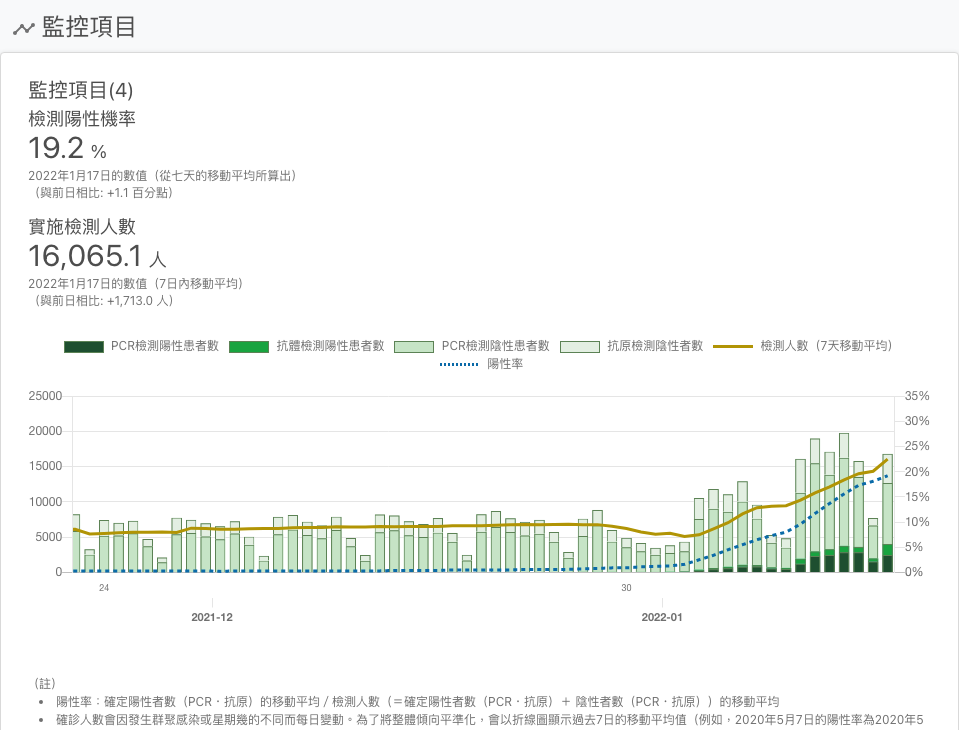 監控項目
監控項目(4)
檢測陽性機率
19.2 %
2022年1月17日的數值（從七天的移動平均所算出）
（與前日相比: +1.1 百分點）
實施檢測人數
16,065.1 人
2022年1月17日的數值（7日內移動平均）
（與前日相比: +1,713.0 人）
PCR檢測陽性患者數 抗體檢測陽性患者數 PCR檢測陰性患者數 抗原檢測陰性者數 檢測人數（7天移動平均）
陽性率
25000 35%
30%
20000
25%
15000 20%
15%
10000
10%
5000
5%
0 0%
24 30
2021-12 2022-01
（註）
• 陽性率：確定陽性者數（PCR・抗原）的移動平均 / 檢測人數（＝確定陽性者數（PCR・抗原）＋ 陰性者數（PCR・抗原））的移動平均
• 確診人數會因發生群聚感染或星期幾的不同而每日變動。為了將整體傾向平準化，會以折線圖顯示過去7日的移動平均值（例如，2020年5月7日的陽性率為2020年5